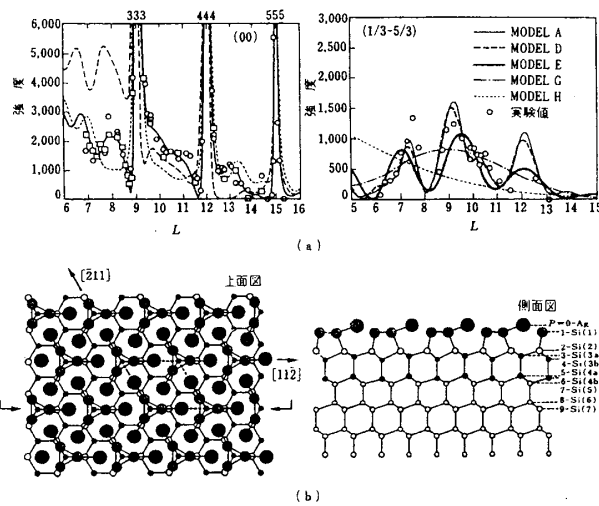 333 444 555
6,000
5,000
4,000
3,000
2,000
1,000
強度
(00)
6 7 8 9 10 11 12 13 14 15 16
L
3,000
2,500
2,000
1,500
1,000
500
0
強度
(1/3-5/3)
MODEL A
MODEL D
MODEL E
MODEL G
MODEL H
実験値
5 6 7 8 9 10 11 12 13 14 15
L
(a)
[2̄11]
上面図
[112̄]
側面図
P=0-Ag
1-Si(1)
2-Si(2)
3-Si(3a
4-Si(3b
5-Si(4a
6-Si(4b
7-Si(5)
8-Si(6)
9-Si(7)
(b)